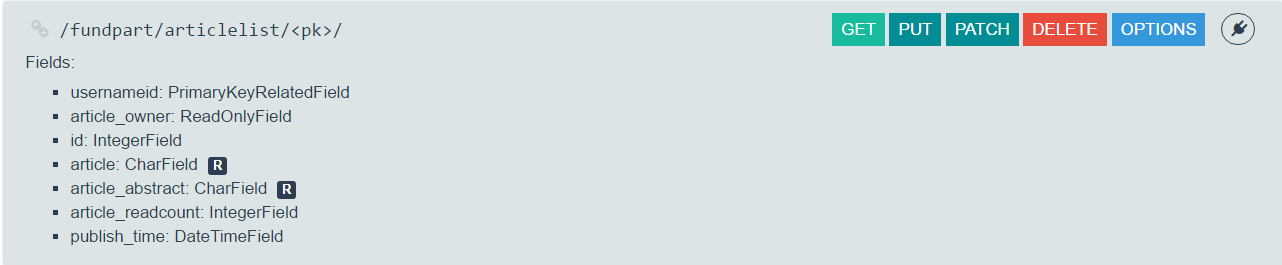 /fundpart/articlelist/<pk>/ GET PUT PATCH DELETE OPTIONS
Fields:
usernameid: PrimaryKeyRelatedField
article_owner: ReadOnlyField
id: IntegerField
article: CharField R
article_abstract: CharField R
article_readcount: IntegerField
publish_time: DateTimeField